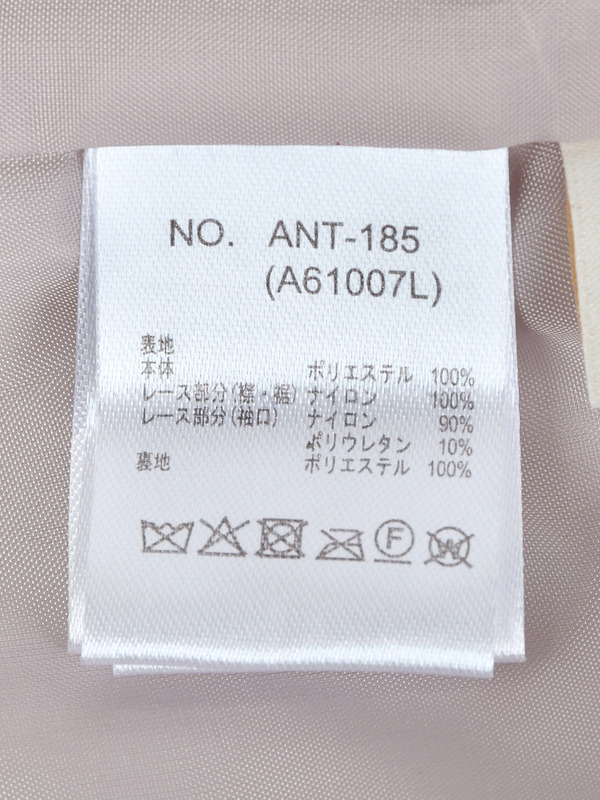 NO. ANT-185
(A61007L)
表地
本体 ポリエステル 100%
レース部分(襟・裾) ナイロン 100%
レース部分(袖口) ナイロン 90%
ポリウレタン 10%
裏地 ポリエステル 100%
F W